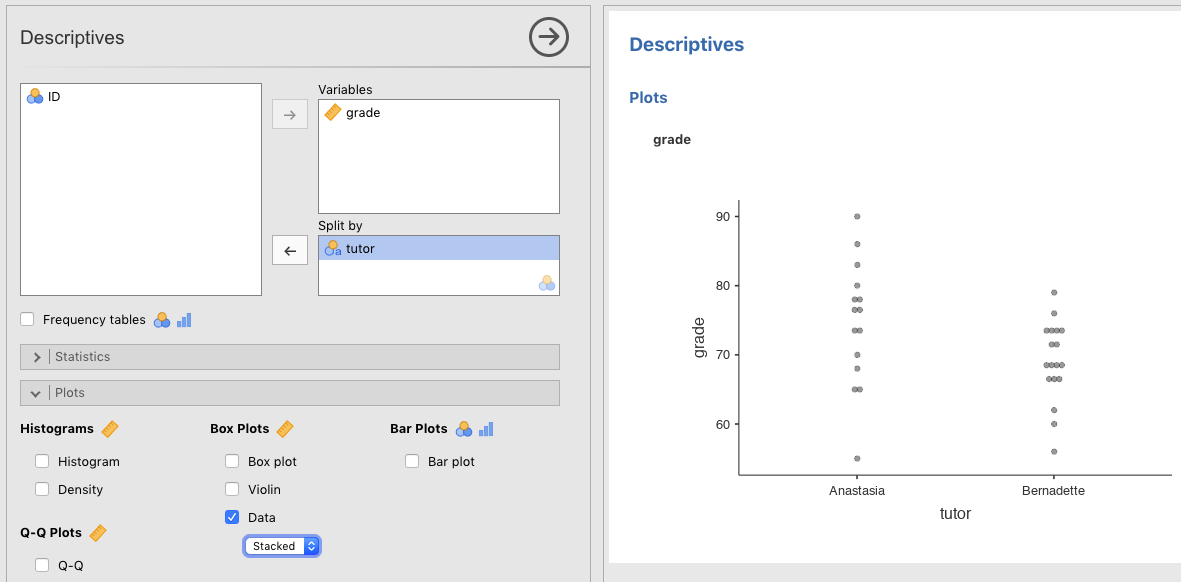 Descriptives
ID
Variables
grade
Split by
a tutor
Frequency tables
Statistics
Plots
Histograms
Box Plots
Bar Plots
Histogram
Box plot
Bar plot
Density
Violin
Data
Q-Q Plots
Stacked
Q-Q
Descriptives
Plots
grade
90
80
70
60
grade
Anastasia
Bernadette
tutor